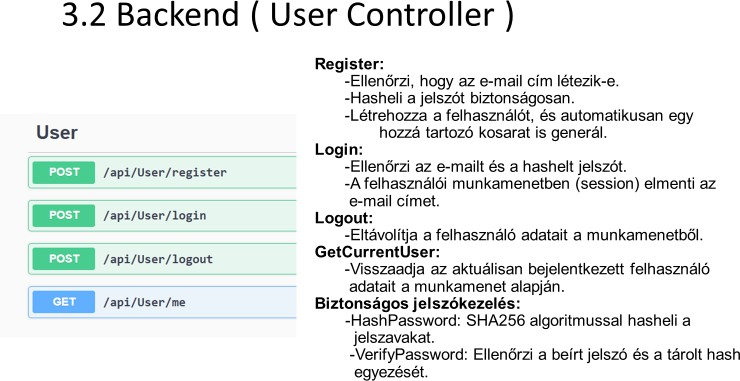 3.2 Backend ( User Controller )
User
POST /api/User/register
POST /api/User/login
POST /api/User/logout
GET /api/User/me
Register:
-Ellenőrzi, hogy az e-mail cím létezik-e.
-Hasheli a jelszót biztonságosan.
-Létrehozza a felhasználót, és automatikusan egy
hozzá tartozó kosarat is generál.
Login:
-Ellenőrzi az e-mailt és a hashelt jelszót.
-A felhasználói munkamenetben (session) elmenti az
e-mail címet.
Logout:
-Eltávolítja a felhasználó adatait a munkamenetből.
GetCurrentUser:
-Visszaadja az aktuálisan bejelentkezett felhasználó
adatait a munkamenet alapján.
Biztonságos jelszókezelés:
-HashPassword: SHA256 algoritmussal hasheli a
jelszavakat.
-VerifyPassword: Ellenőrzi a beírt jelszó és a tárolt hash
egyezését.